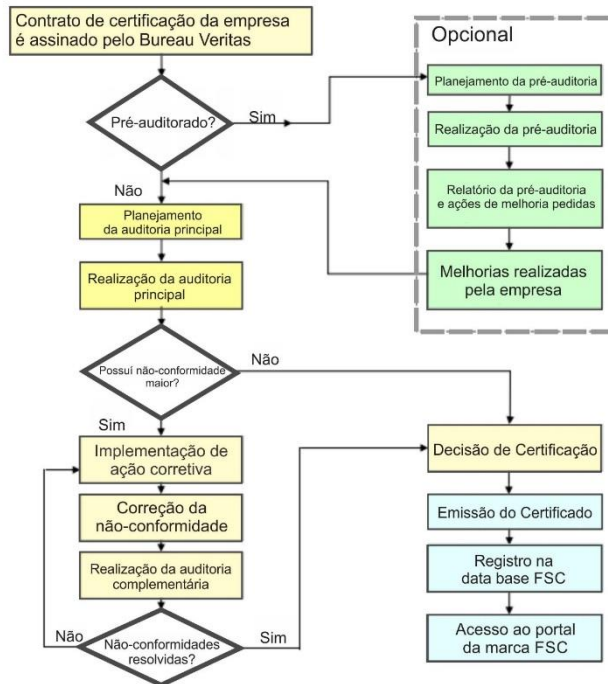 Contrato de certificação da empresa
é assinado pelo Bureau Veritas
Opcional
Pré-auditorado?
Sim
Planejamento da pré-auditoria
Realização da pré-auditoria
Relatório da pré-auditoria
e ações de melhoria pedidas
Melhorias realizadas
pela empresa
Não
Planejamento
da auditoria principal
Realização da auditoria
principal
Possuí não-conformidade
maior?
Não
Sim
Implementação de
ação corretiva
Correção da
não-conformidade
Realização da auditoria
complementária
Não
Não-conformidades
resolvidas?
Sim
Decisão de Certificação
Emissão do Certificado
Registro na
data base FSC
Acesso ao portal
da marca FSC